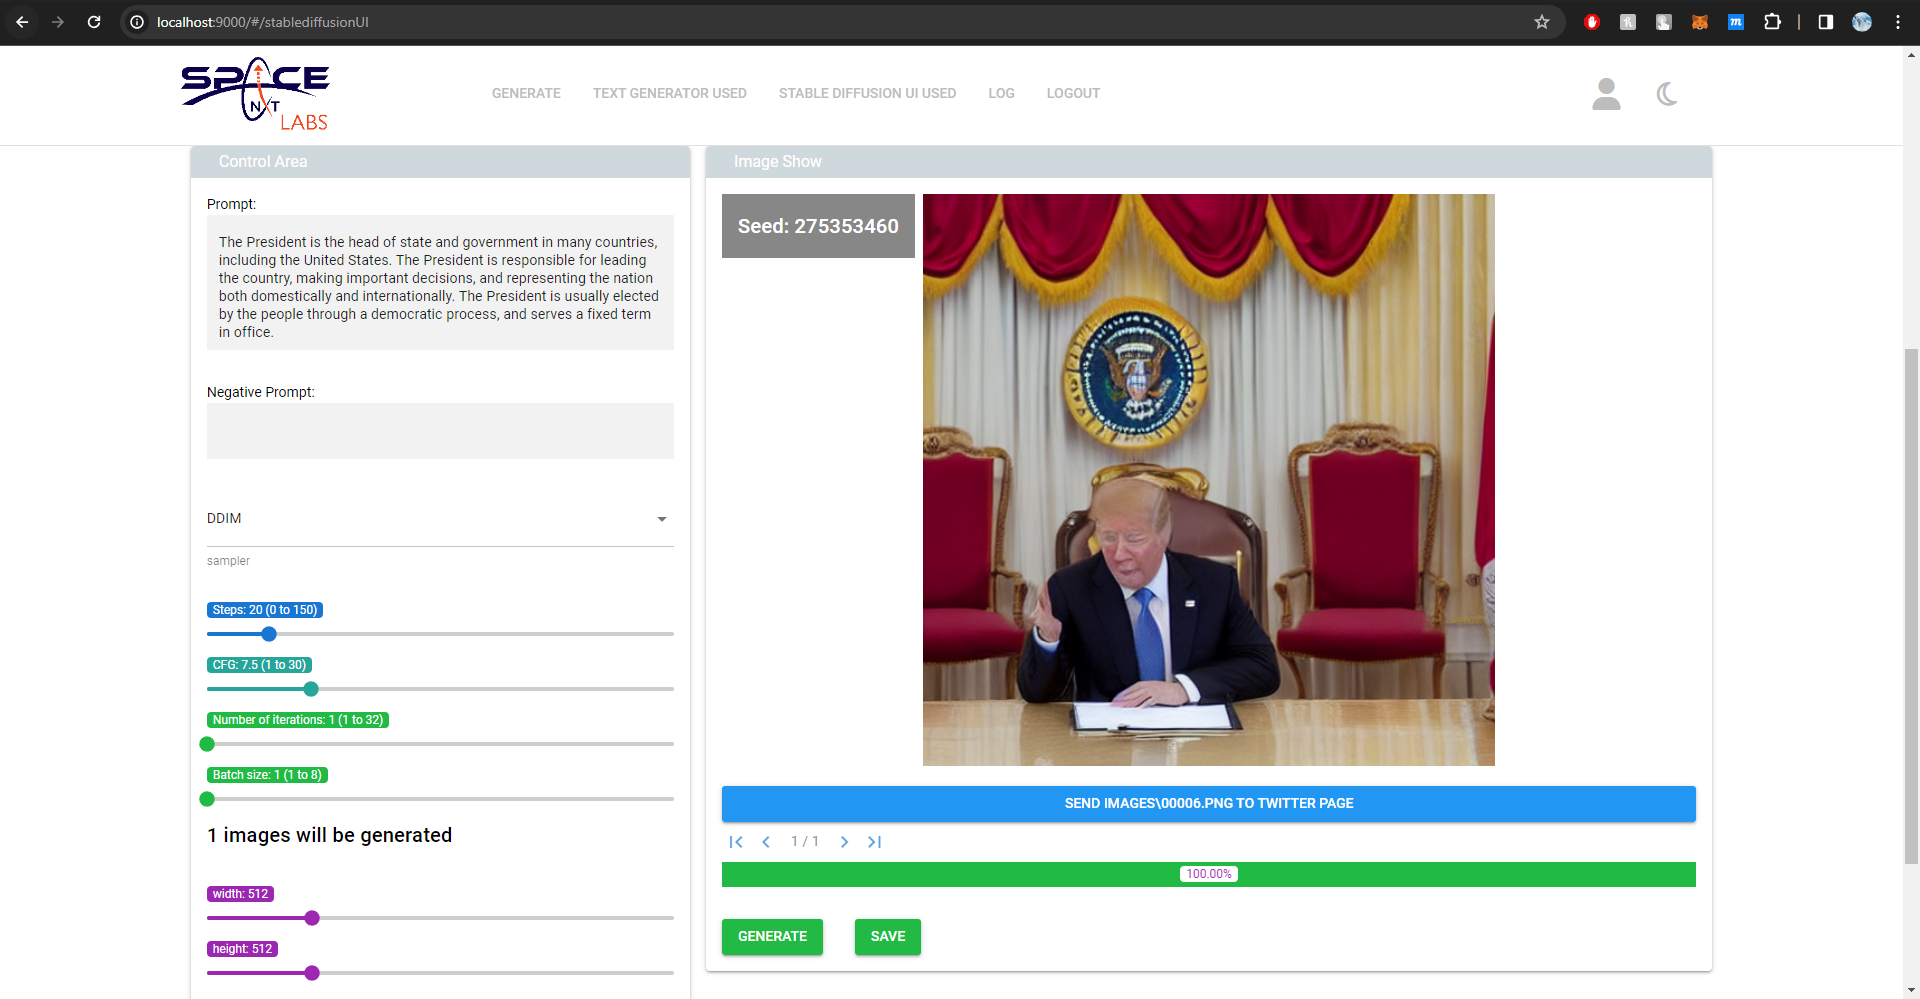 localhost:9000/#/stablediffusionUI
SPACE
NXT
LABS
GENERATE
TEXT GENERATOR USED
STABLE DIFFUSION UI USED
LOG
LOGOUT
Control Area
Prompt:
The President is the head of state and government in many countries,
including the United States. The President is responsible for leading
the country, making important decisions, and representing the nation
both domestically and internationally. The President is usually elected
by the people through a democratic process, and serves a fixed term
in office.
Negative Prompt:
DDIM
sampler
Steps: 20 (0 to 150)
CFG: 7.5 (1 to 30)
Number of iterations: 1 (1 to 32)
Batch size: 1 (1 to 8)
1 images will be generated
width: 512
height: 512
Image Show
Seed: 275353460
SEND IMAGES\00006.PNG TO TWITTER PAGE
1 / 1
100.00%
GENERATE
SAVE